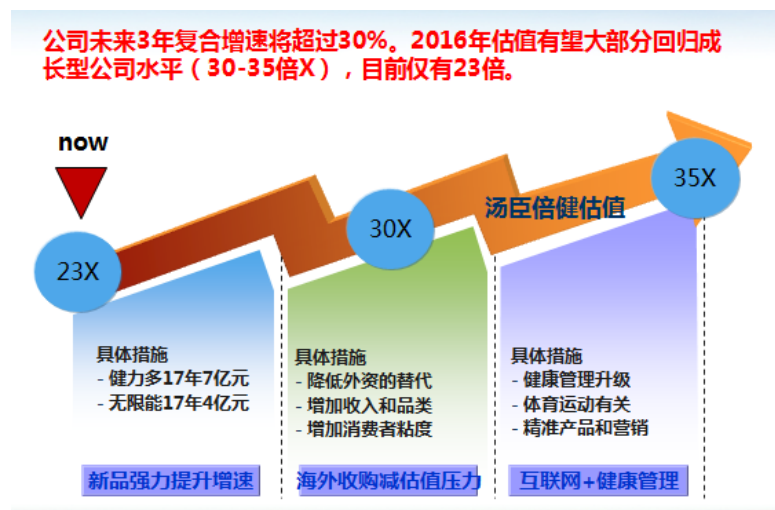 公司未来3年复合增速将超过30%。2016年估值有望大部分回归成
长型公司水平（30-35倍X），目前仅有23倍。
now
23X
30X
35X
汤臣倍健估值
具体措施
- 健力多17年7亿元
- 无限能17年4亿元
新品强力提升增速
具体措施
- 降低外资的替代
- 增加收入和品类
- 增加消费者粘度
海外收购减估值压力
具体措施
- 健康管理升级
- 体育运动有关
- 精准产品和营销
互联网+健康管理